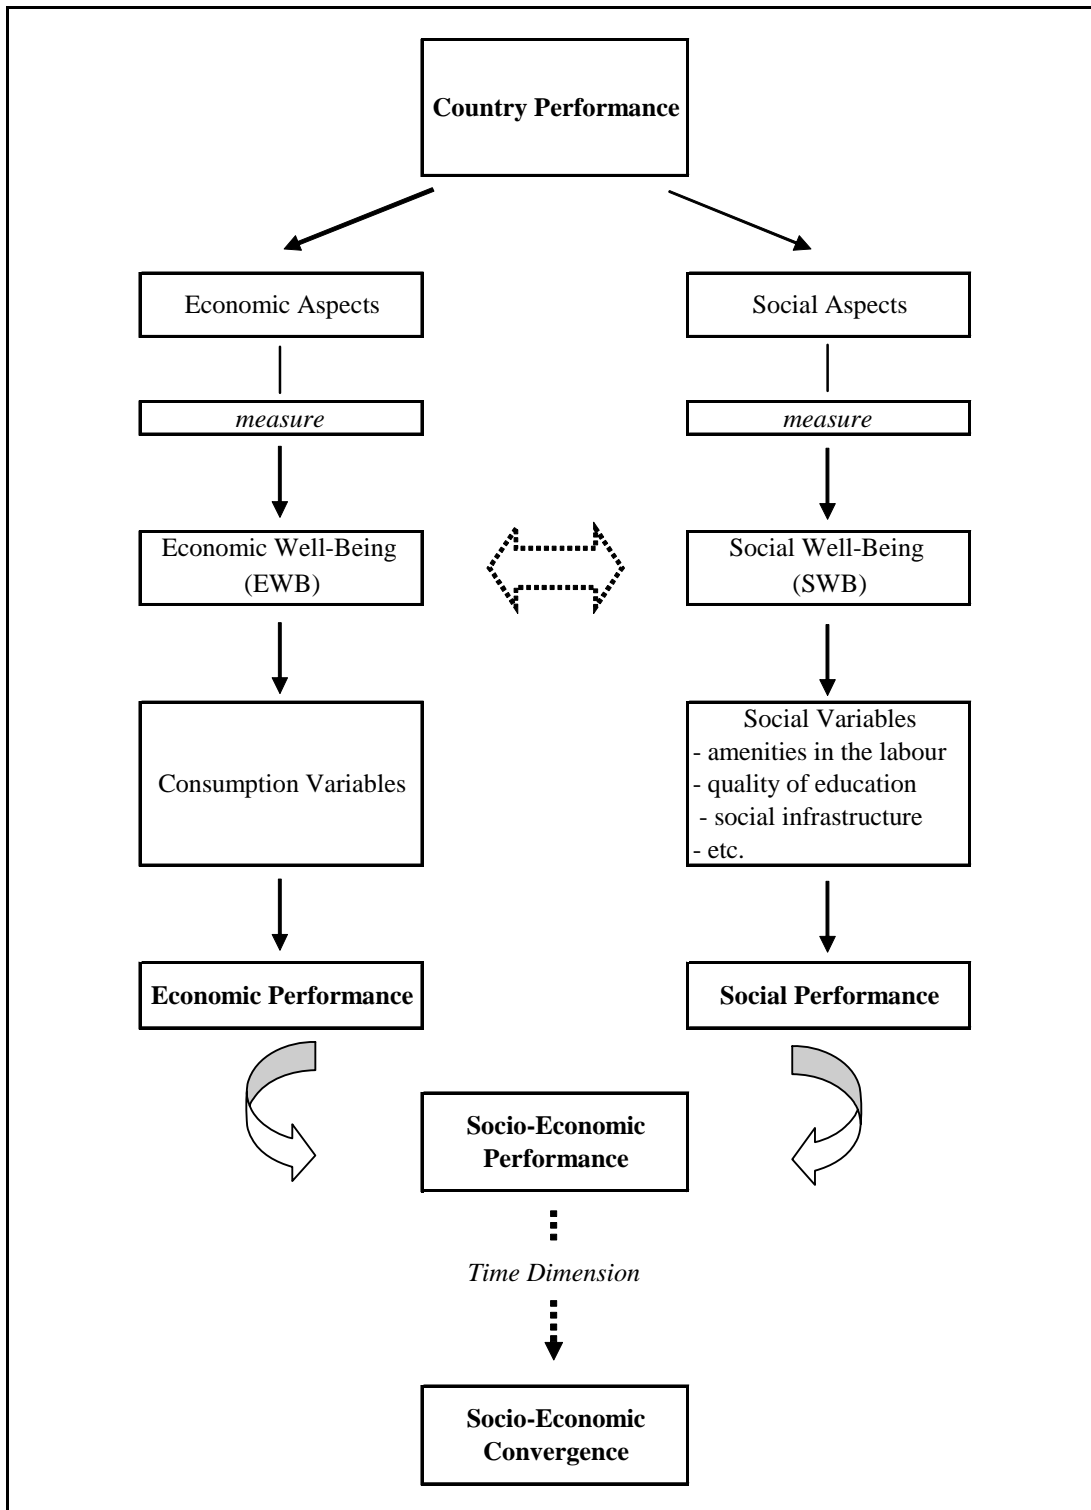 Country Performance
Economic Aspects
Social Aspects
measure
measure
Economic Well-Being
(EWB)
Social Well-Being
(SWB)
Consumption Variables
Social Variables
- amenities in the labour
- quality of education
- social infrastructure
- etc.
Economic Performance
Social Performance
Socio-Economic
Performance
Time Dimension
Socio-Economic
Convergence